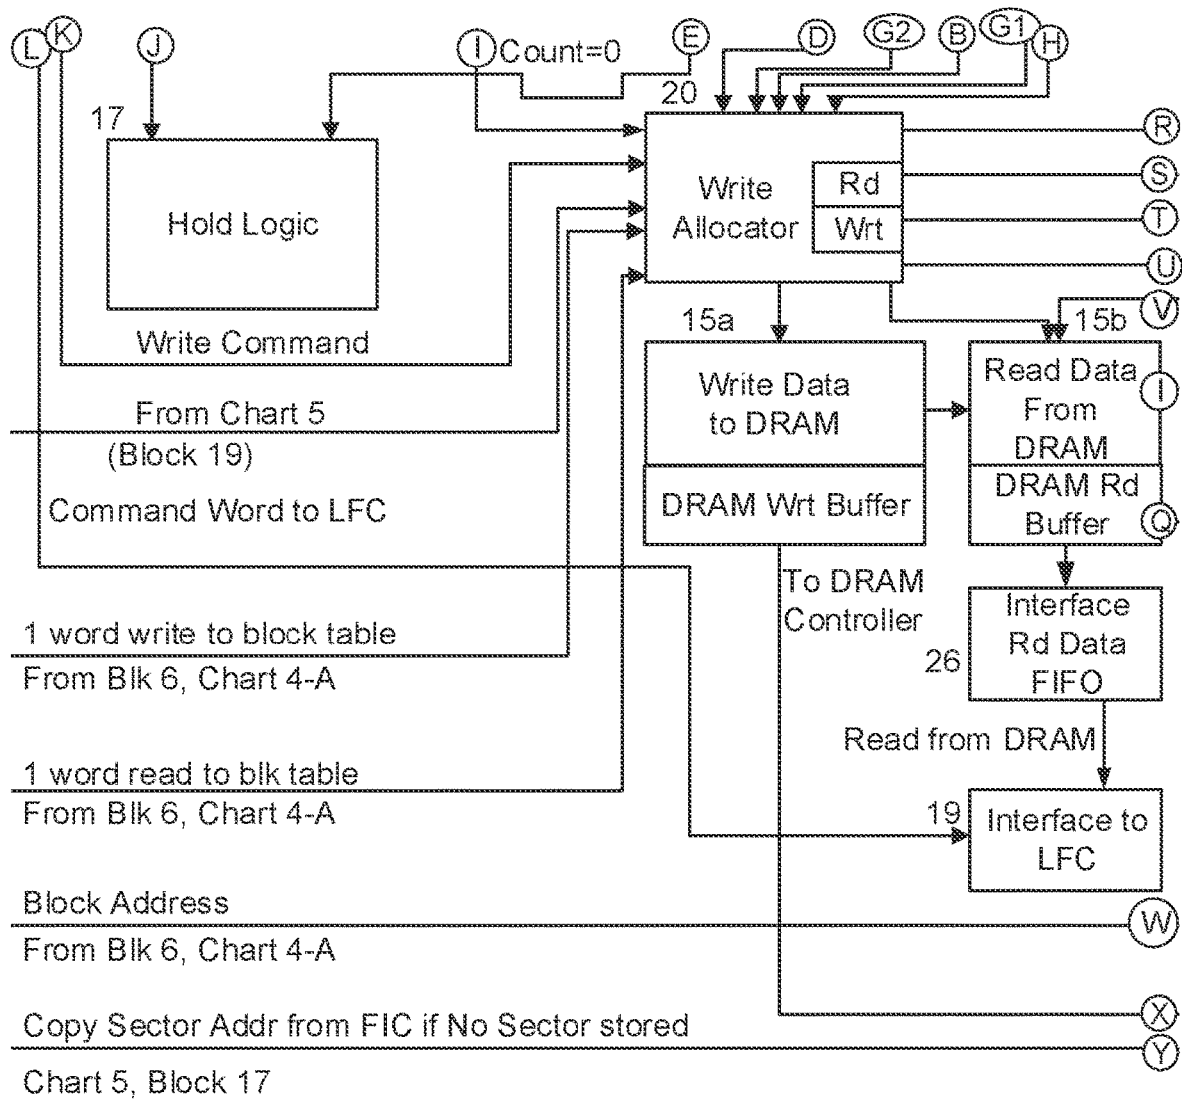 L
K
J
I
Count=0
E
D
G2
B
G1
H
20
17
R
Hold Logic
Write
Allocator
Rd
Wrt
S
T
U
V
15a
15b
Write Command
Write Data
to DRAM
Read Data
From
DRAM
I
From Chart 5
(Block 19)
DRAM Wrt Buffer
DRAM Rd
Buffer
Q
Command Word to LFC
To DRAM
Controller
Interface
Rd Data
FIFO
26
1 word write to block table
From Blk 6, Chart 4-A
Read from DRAM
1 word read to blk table
From Blk 6, Chart 4-A
19
Interface to
LFC
Block Address
W
From Blk 6, Chart 4-A
X
Copy Sector Addr from FIC if No Sector stored
Y
Chart 5, Block 17